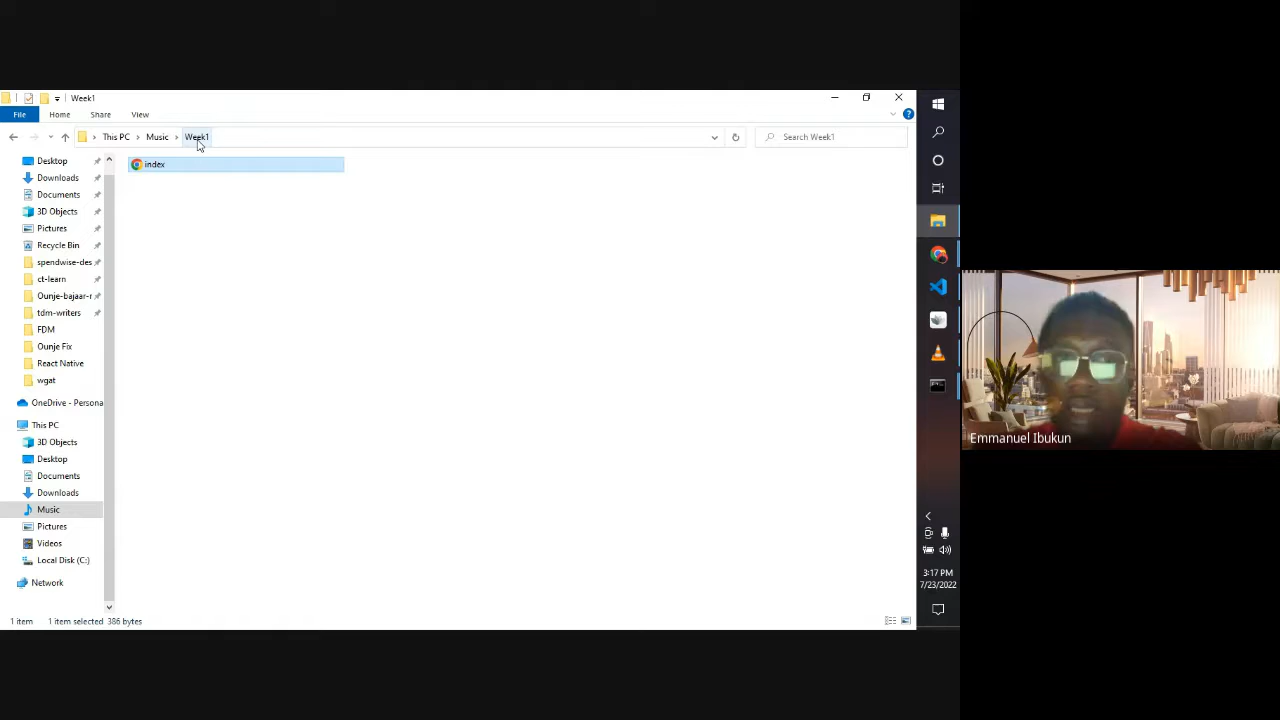 Week1
File
Home
Share
View
This PC
Music
Week1
Search Week1
Desktop
Downloads
Documents
3D Objects
Pictures
Recycle Bin
spendwise-des
ct-learn
Ounje-bajaar-r
tdm-writers
FDM
Ounje Fix
React Native
wgat
OneDrive - Persona
This PC
3D Objects
Desktop
Documents
Downloads
Music
Pictures
Videos
Local Disk (C:)
Network
index
1 item
1 item selected 386 bytes
3:17 PM
7/23/2022
Emmanuel Ibukun